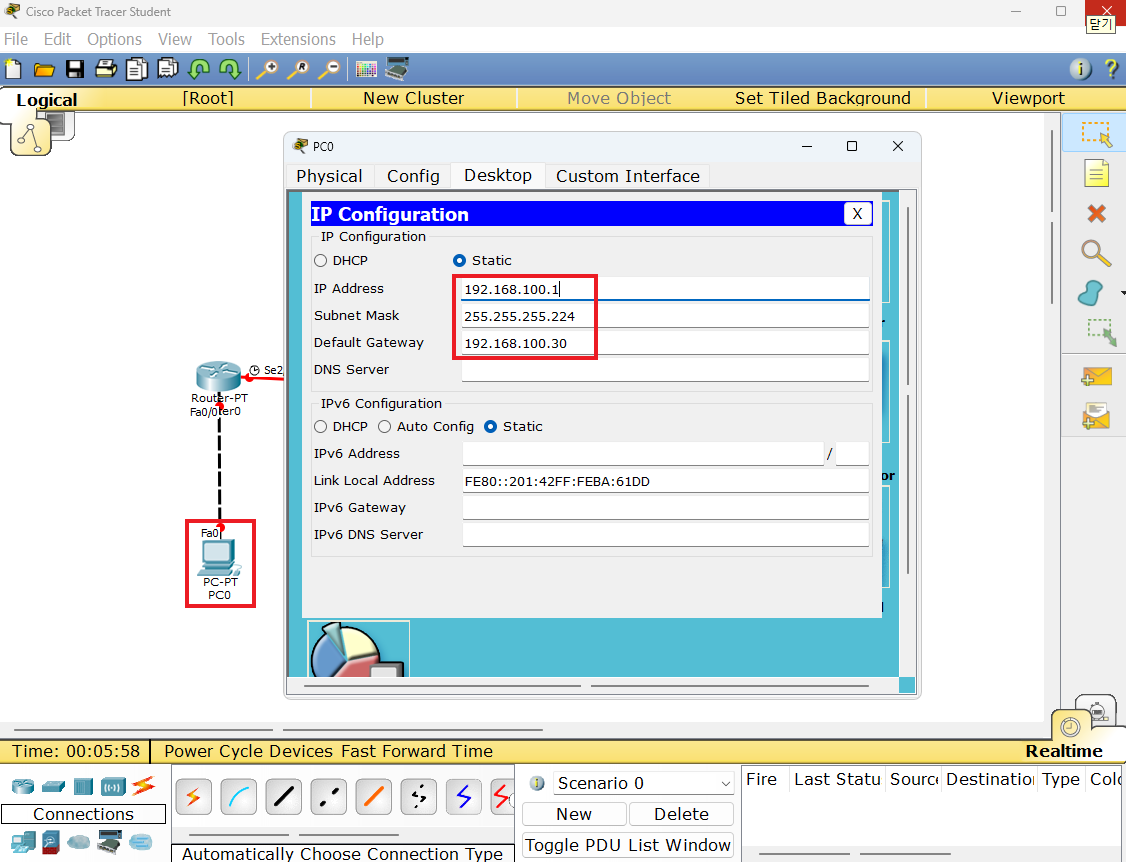 Cisco Packet Tracer Student
닫기
File Edit Options View Tools Extensions Help
Logical [Root] New Cluster Move Object Set Tiled Background Viewport
PC0
Physical Config Desktop Custom Interface
IP Configuration X
IP Configuration
DHCP Static
IP Address 192.168.100.1
Subnet Mask 255.255.255.224
Default Gateway 192.168.100.30
DNS Server
IPv6 Configuration
DHCP Auto Config Static
IPv6 Address /
Link Local Address FE80::201:42FF:FEBA:61DD
IPv6 Gateway
IPv6 DNS Server
Se2
Router-PT
Fa0/0ter0
Fa0
PC-PT
PC0
or
Time: 00:05:58 Power Cycle Devices Fast Forward Time Realtime
Connections
Automatically Choose Connection Type
Scenario 0
New Delete
Toggle PDU List Window
Fire Last Statu Source Destination Type Colo